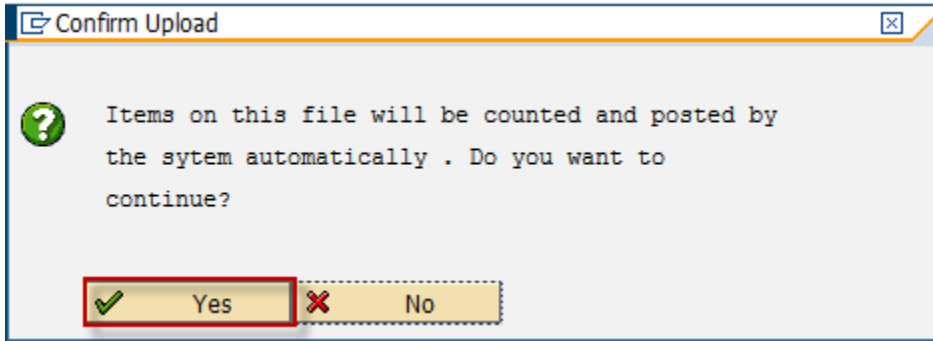 Confirm Upload
Items on this file will be counted and posted by
the sytem automatically . Do you want to
continue?
Yes No